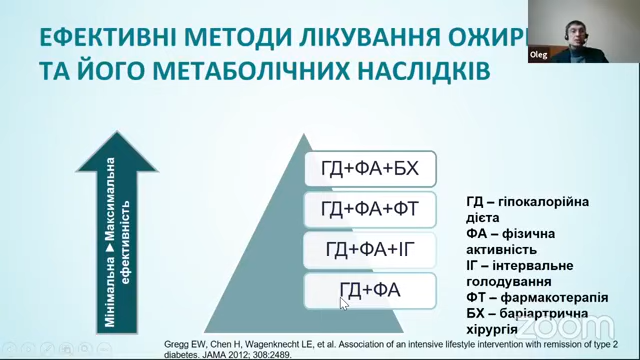 ЕФЕКТИВНІ МЕТОДИ ЛІКУВАННЯ
ТА ЙОГО МЕТАБОЛІЧНИХ НАСЛІДКІВ
Oleg
Мінімальна ▶ Максимальна
ефективність
ГД+ФА+БХ
ГД+ФА+ФТ
ГД+ФА+ІГ
ГД+ФА
ГД – гіпокалорійна
дієта
ФА – фізична
активність
ІГ – інтервальне
голодування
ФТ – фармакотерапія
БХ – баріартрична
хірургія
zoom
Gregg EW, Chen H, Wagenknecht LE, et al. Association of an intensive lifestyle intervention with remission of type 2
diabetes. JAMA 2012; 308:2489.